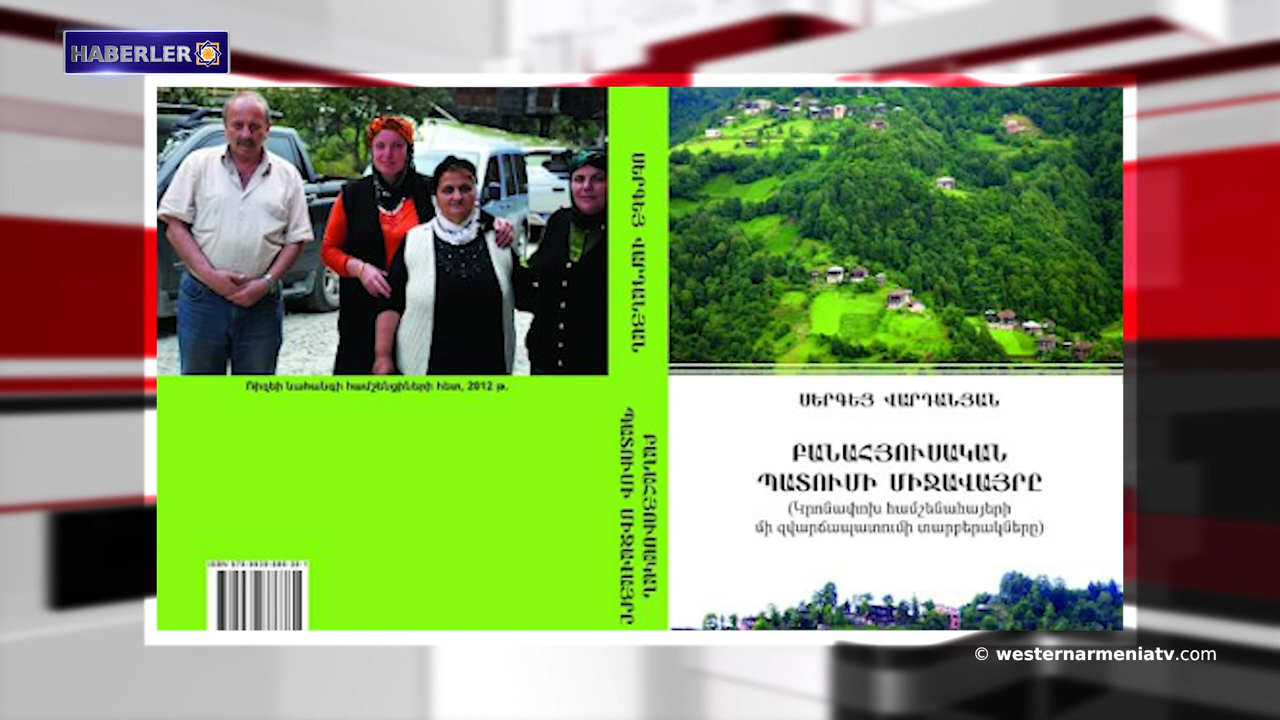 HABERLER
Ռիզեի նահանգի համշենցիների հետ, 2012 թ.
ՍԵՐԳԵՅ ՎԱՐԴԱՆՅԱՆ
ԲԱՆԱՀՅՈՒՍԱԿԱՆ
ՊԱՏՈՒՄԻ ՄԻՋԱՎԱՅՐԸ
ՍԵՐԳԵՅ ՎԱՐԴԱՆՅԱՆ
ԲԱՆԱՀՅՈՒՍԱԿԱՆ
ՊԱՏՈՒՄԻ ՄԻՋԱՎԱՅՐԸ
(Կրոնափոխ համշենահայերի
մի զվարճապատումի տարբերակները)
© westernarmeniatv.com